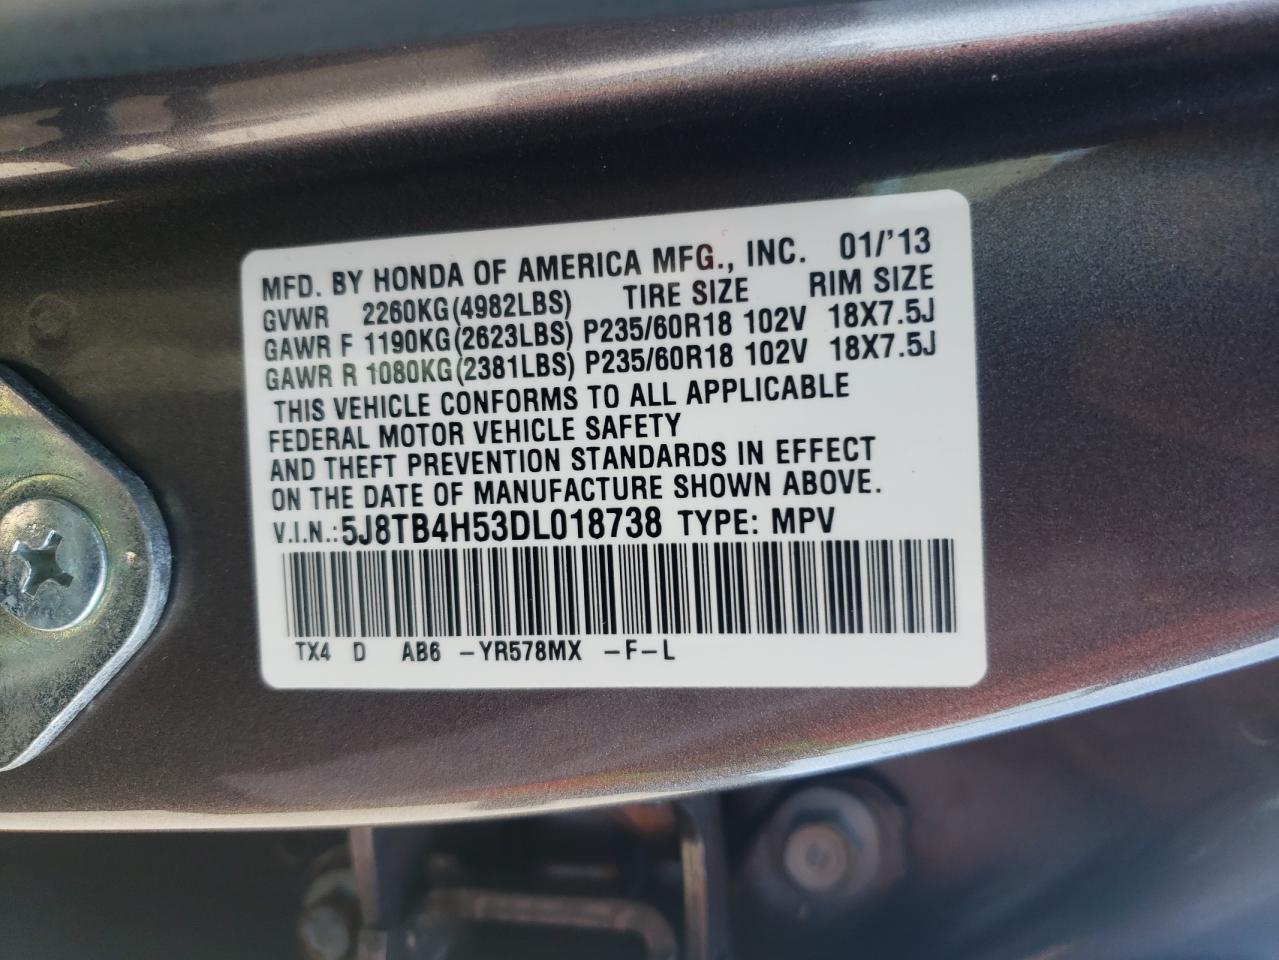 MFD. BY HONDA OF AMERICA MFG., INC. 01/'13
GVWR 2260KG(4982LBS) TIRE SIZE RIM SIZE
GAWR F 1190KG(2623LBS) P235/60R18 102V 18X7.5J
GAWR R 1080KG(2381LBS) P235/60R18 102V 18X7.5J
THIS VEHICLE CONFORMS TO ALL APPLICABLE
FEDERAL MOTOR VEHICLE SAFETY
AND THEFT PREVENTION STANDARDS IN EFFECT
ON THE DATE OF MANUFACTURE SHOWN ABOVE.
V.I.N.:5J8TB4H53DL018738 TYPE: MPV
TX4 D AB6 -YR578MX -F-L